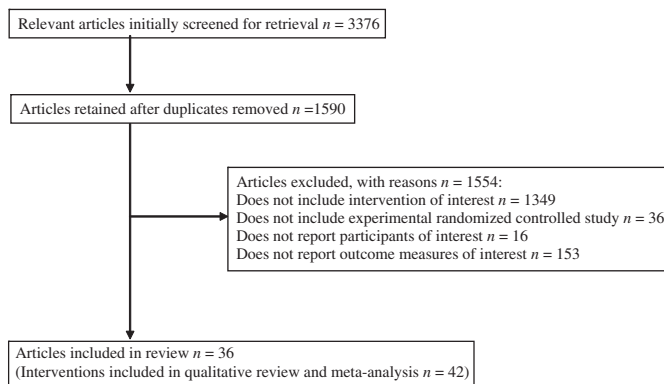 Relevant articles initially screened for retrieval n = 3376
Articles retained after duplicates removed n =1590
Articles excluded, with reasons n = 1554:
Does not include intervention of interest n = 1349
Does not include experimental randomized controlled study n = 36
Does not report participants of interest n = 16
Does not report outcome measures of interest n = 153
Articles included in review n = 36
(Interventions included in qualitative review and meta-analysis n = 42)